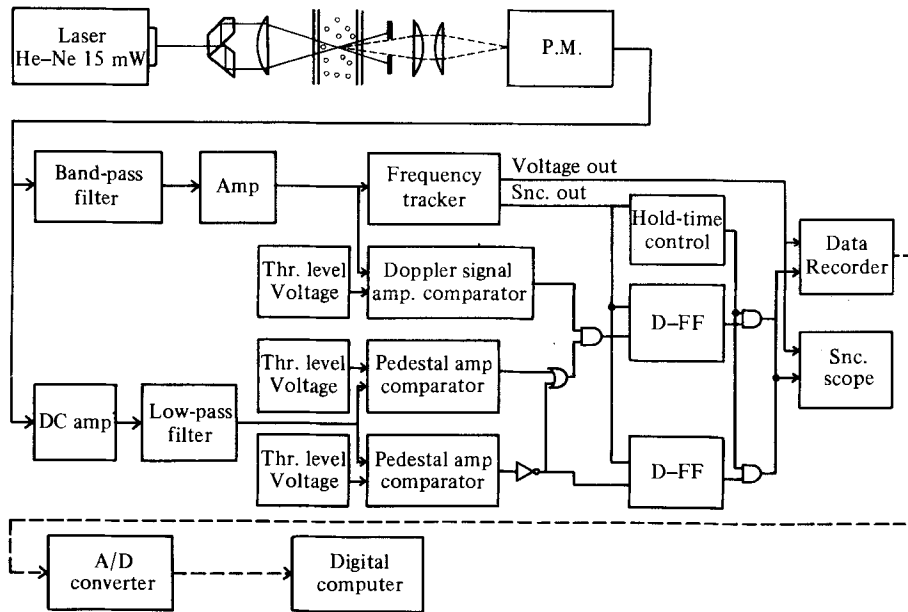 Laser
He–Ne 15 mW
P.M.
Band-pass
filter
Amp
Frequency
tracker
Voltage out
Snc. out
Hold-time
control
Data
Recorder
Thr. level
Voltage
Doppler signal
amp. comparator
D–FF
Thr. level
Voltage
Pedestal amp
comparator
Snc.
scope
DC amp
Low-pass
filter
Thr. level
Voltage
Pedestal amp
comparator
D–FF
A/D
converter
Digital
computer